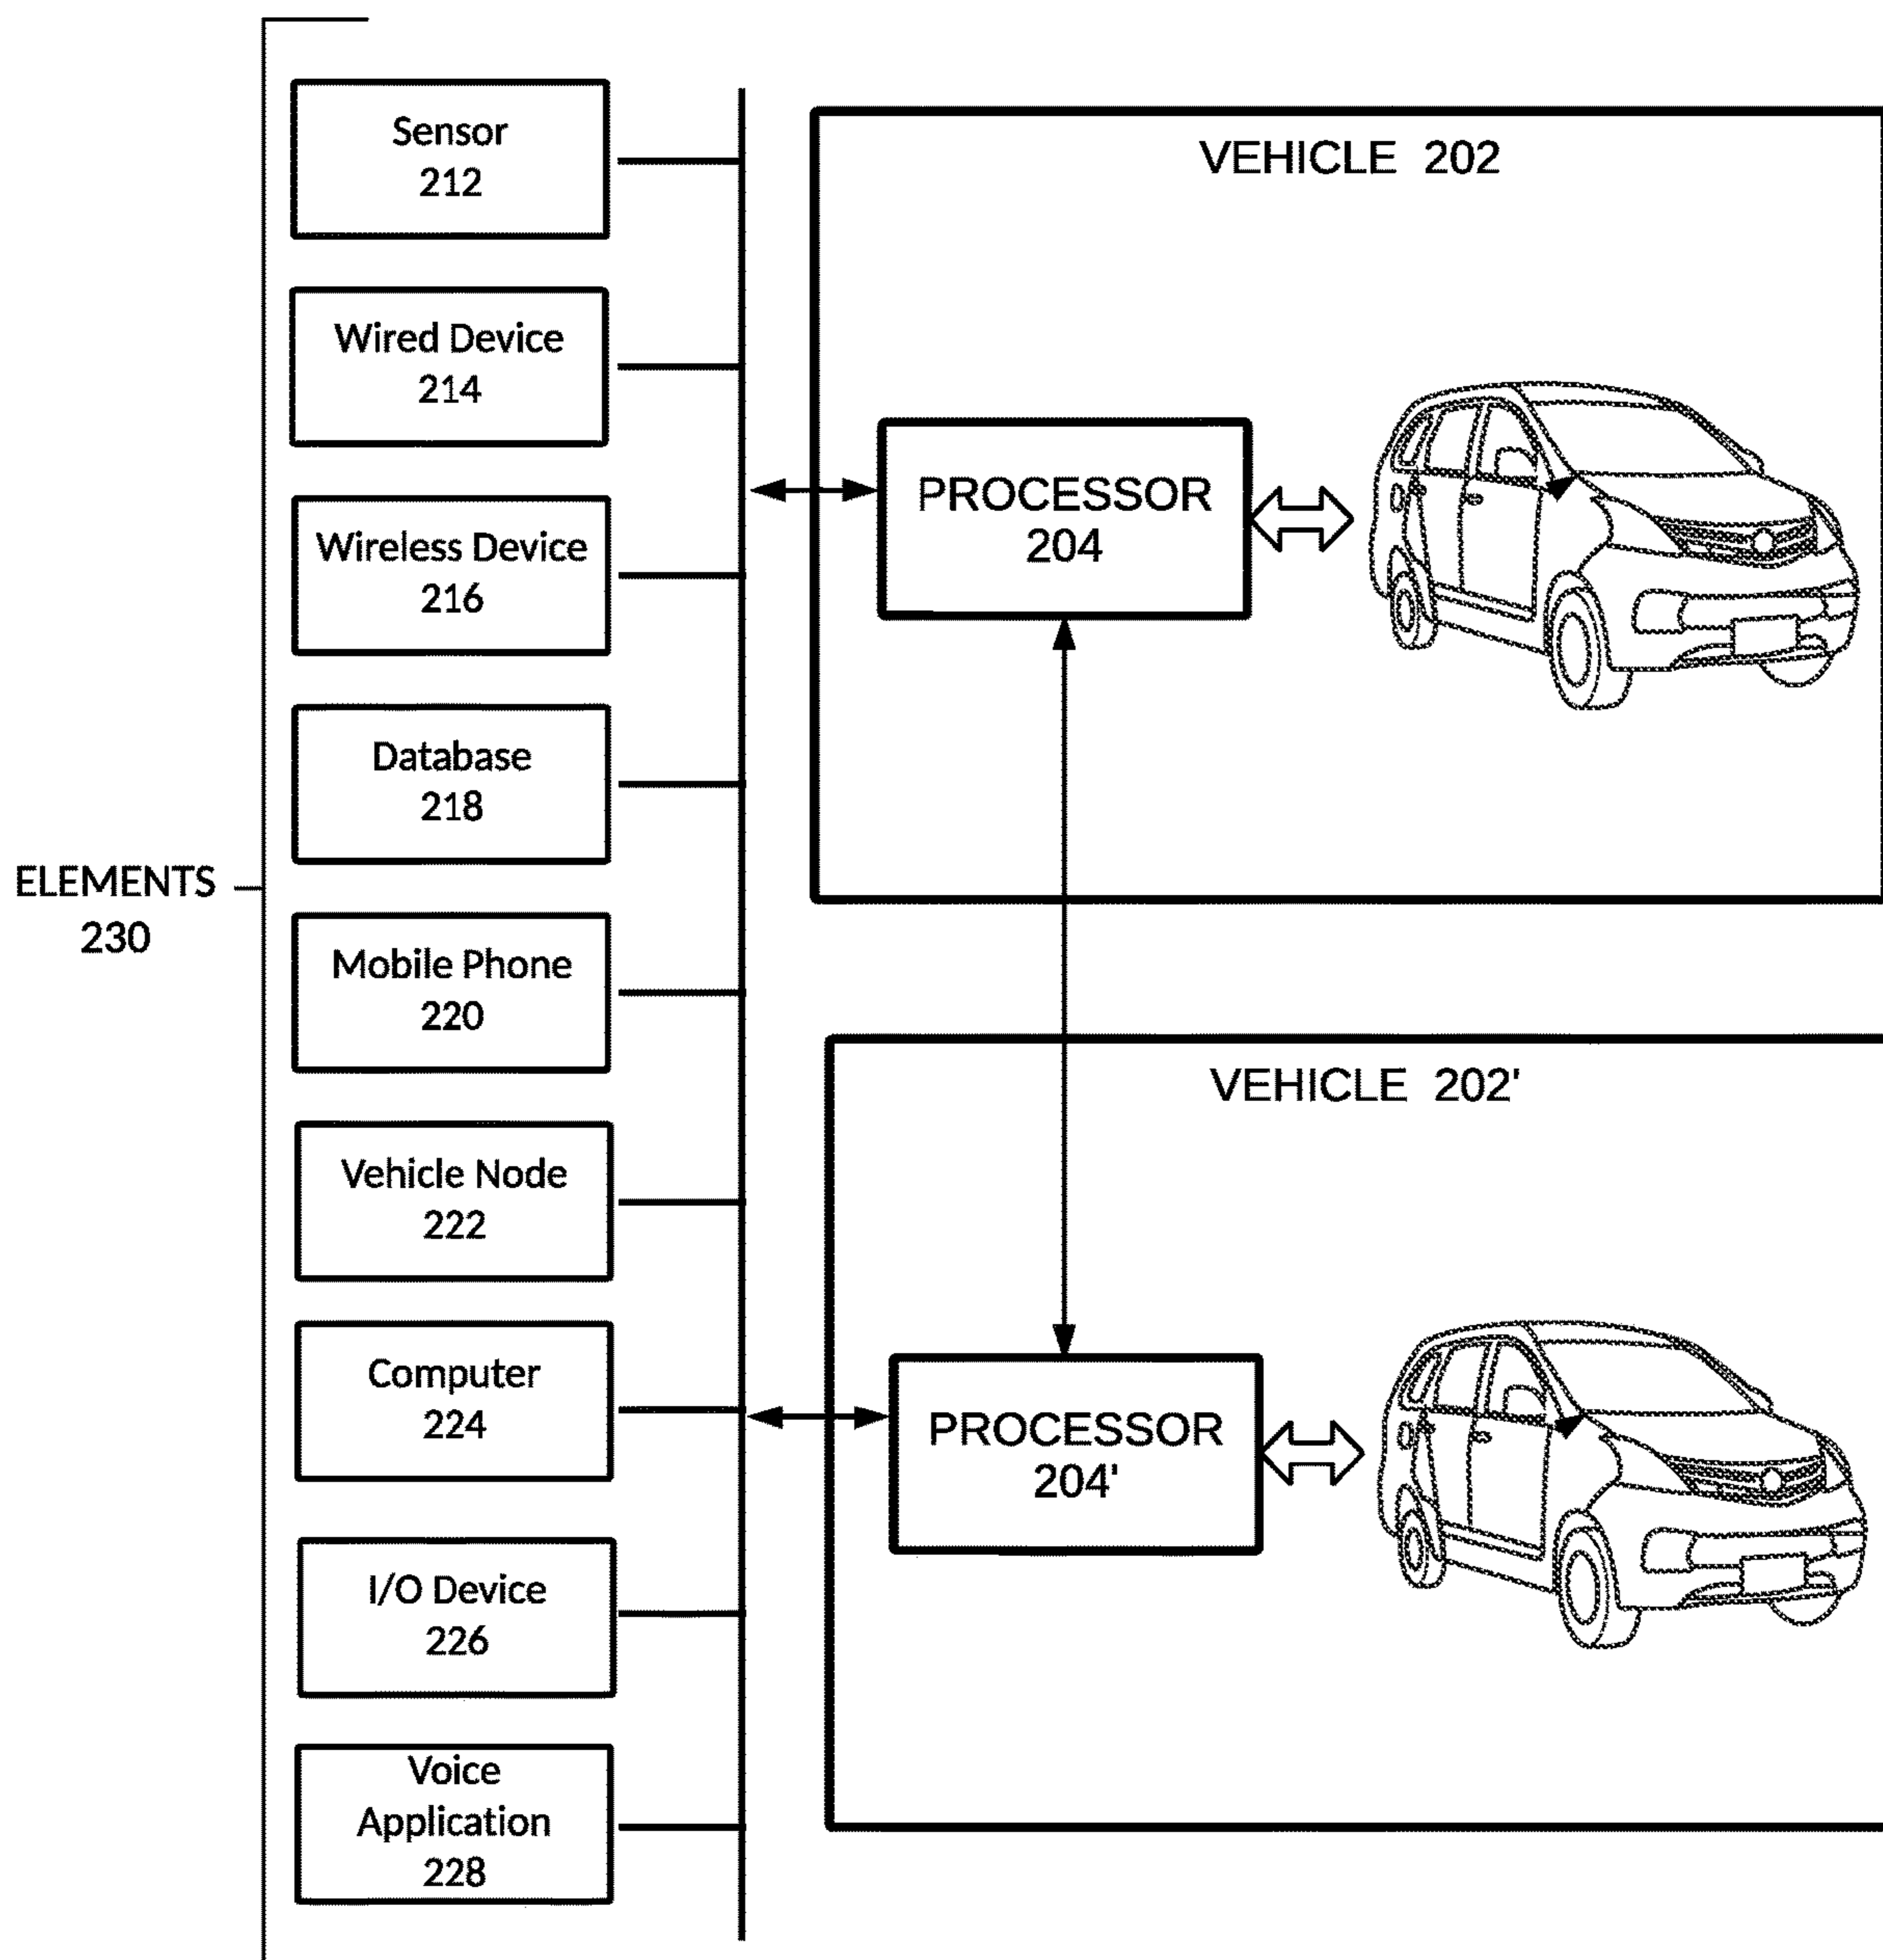 Sensor
212
Wired Device
214
Wireless Device
216
Database
218
ELEMENTS
230
Mobile Phone
220
Vehicle Node
222
Computer
224
I/O Device
226
Voice
Application
228
VEHICLE 202
PROCESSOR
204
VEHICLE 202'
PROCESSOR
204'